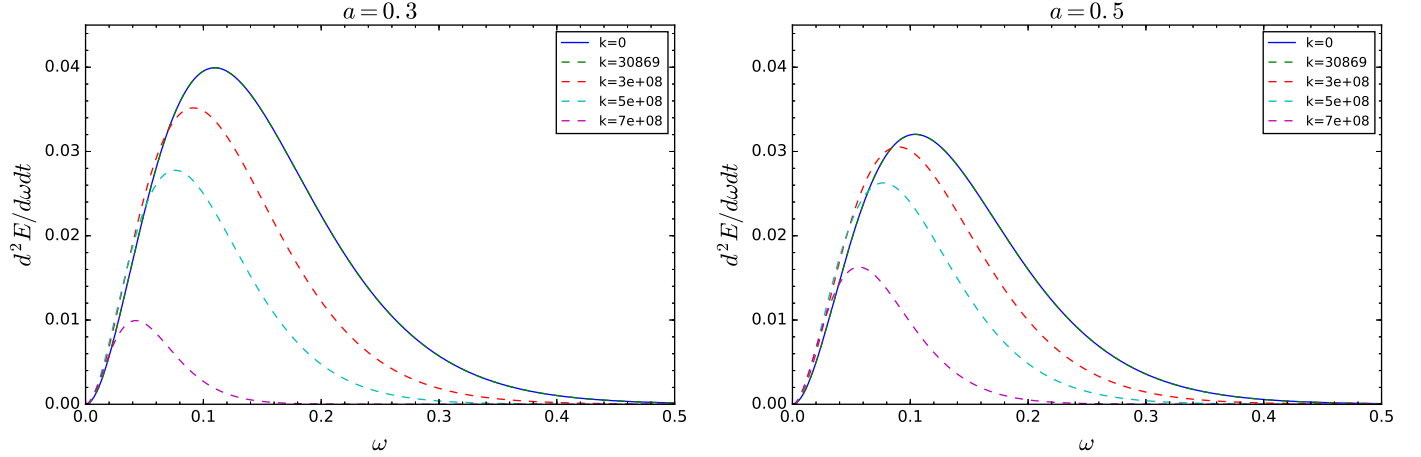 a = 0.3
d²E/dωdt
0.04
0.03
0.02
0.01
0.00
k=0
k=30869
k=3e+08
k=5e+08
k=7e+08
0.0 0.1 0.2 0.3 0.4 0.5
ω
a = 0.5
d²E/dωdt
0.04
0.03
0.02
0.01
0.00
k=0
k=30869
k=3e+08
k=5e+08
k=7e+08
0.0 0.1 0.2 0.3 0.4 0.5
ω